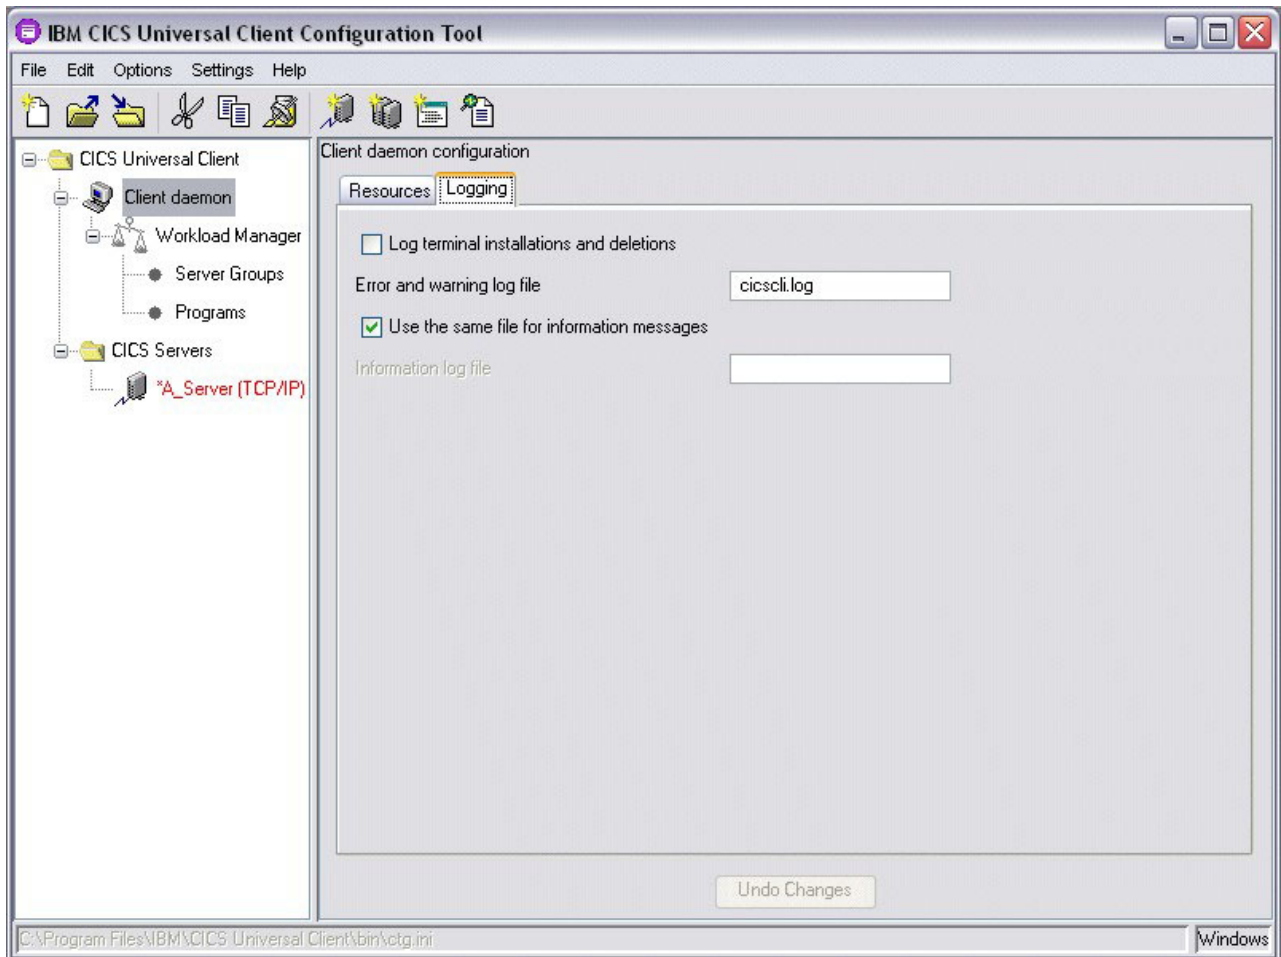 IBM CICS Universal Client Configuration Tool
File Edit Options Settings Help
CICS Universal Client
Client daemon
Workload Manager
Server Groups
Programs
CICS Servers
*A_Server (TCP/IP)
Client daemon configuration
Resources Logging
Log terminal installations and deletions
Error and warning log file cicscli.log
Use the same file for information messages
Information log file
Undo Changes
C:\Program Files\IBM\CICS Universal Client\bin\ctg.ini Windows